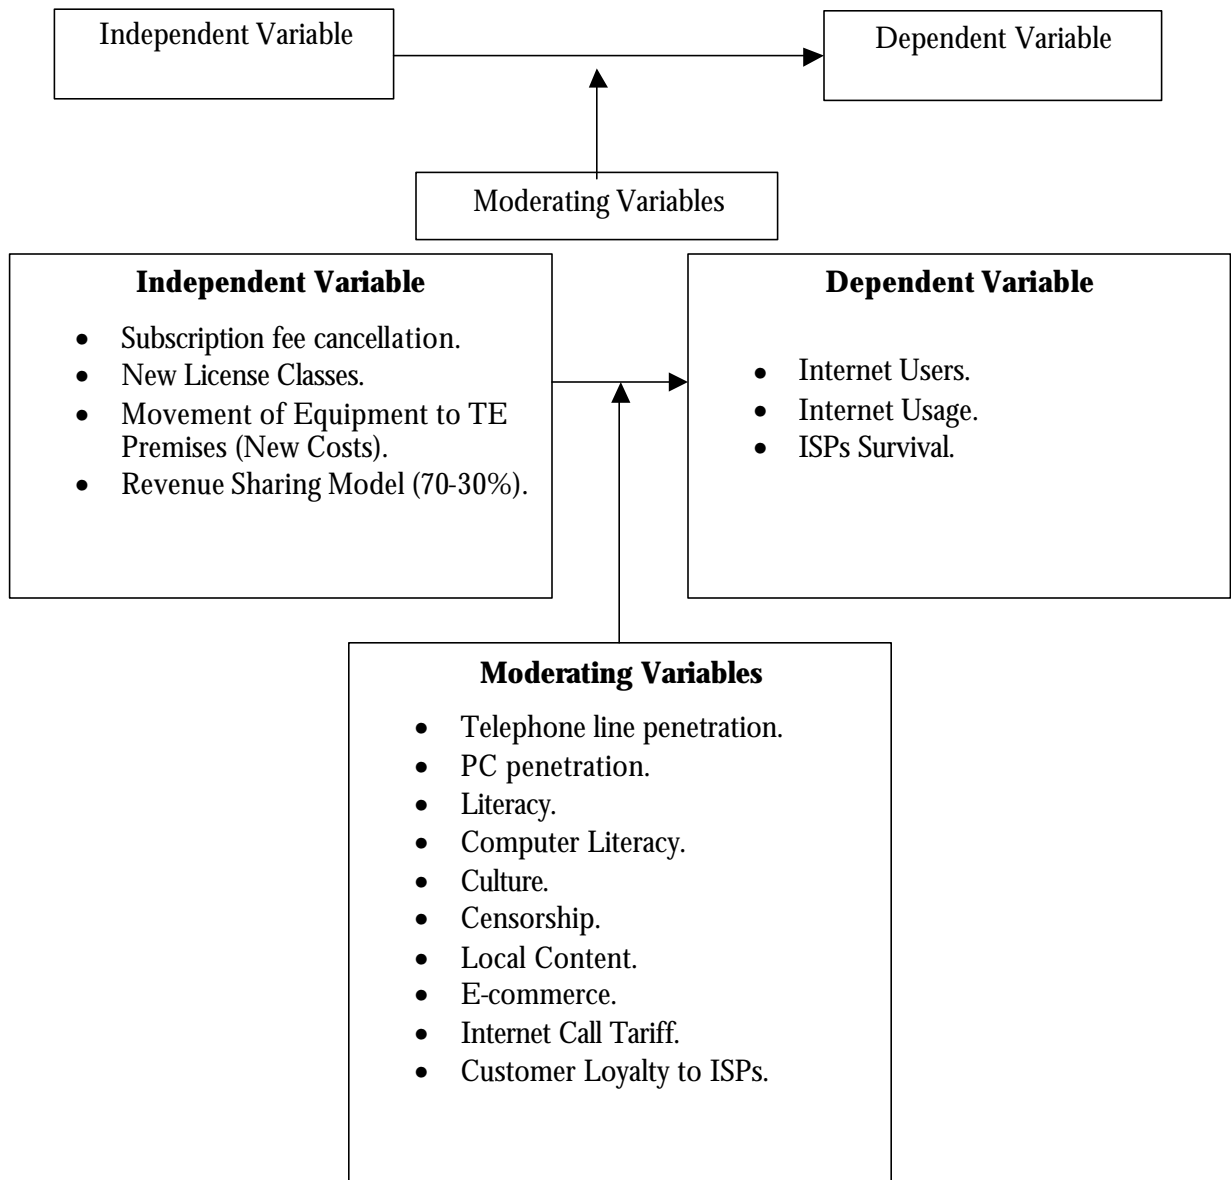 Independent Variable
Dependent Variable
Moderating Variables
Independent Variable
• Subscription fee cancellation.
• New License Classes.
• Movement of Equipment to TE
Premises (New Costs).
• Revenue Sharing Model (70-30%).
Dependent Variable
• Internet Users.
• Internet Usage.
• ISPs Survival.
Moderating Variables
• Telephone line penetration.
• PC penetration.
• Literacy.
• Computer Literacy.
• Culture.
• Censorship.
• Local Content.
• E-commerce.
• Internet Call Tariff.
• Customer Loyalty to ISPs.